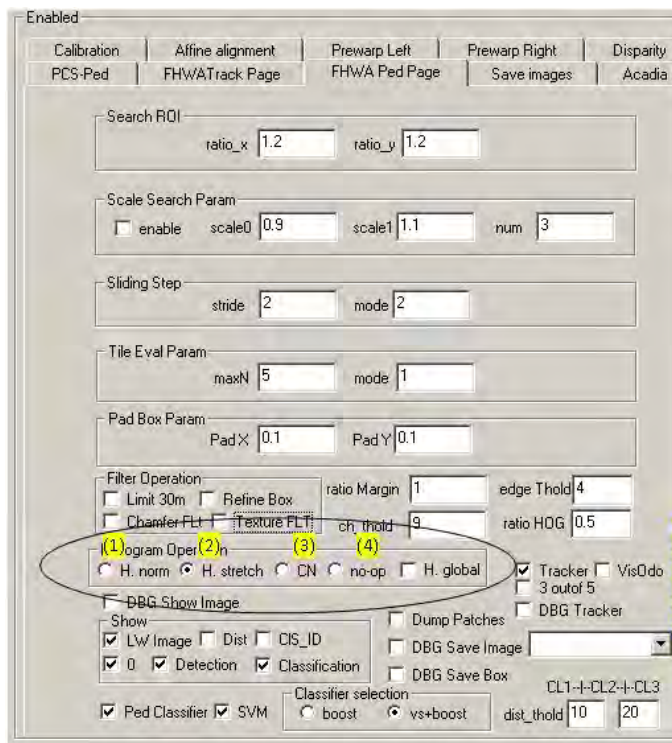 Enabled
Calibration Affine alignment Prewarp Left Prewarp Right Disparity
PCS-Ped FHWATrack Page FHWA Ped Page Save images Acadia
Search ROI
ratio_x 1.2 ratio_y 1.2
Scale Search Param
enable scale0 0.9 scale1 1.1 num 3
Sliding Step
stride 2 mode 2
Tile Eval Param
maxN 5 mode 1
Pad Box Param
Pad X 0.1 Pad Y 0.1
Filter Operation
Limit 30m Refine Box ratio Margin 1 edge Thold 4
Chamfer FLt Texture FLT ch_thold 9 ratio HOG 0.5
(1) (2) (3) (4)
H. norm H. stretch CN no-op H. global Tracker VisOdo
3 outof 5
DBG Show Image DBG Tracker
Show Dump Patches
LW Image Dist CIS_ID DBG Save Image
0 Detection Classification DBG Save Box
Classifier selection CL1--|--CL2--|--CL3
Ped Classifier SVM boost vs+boost dist_thold 10 20